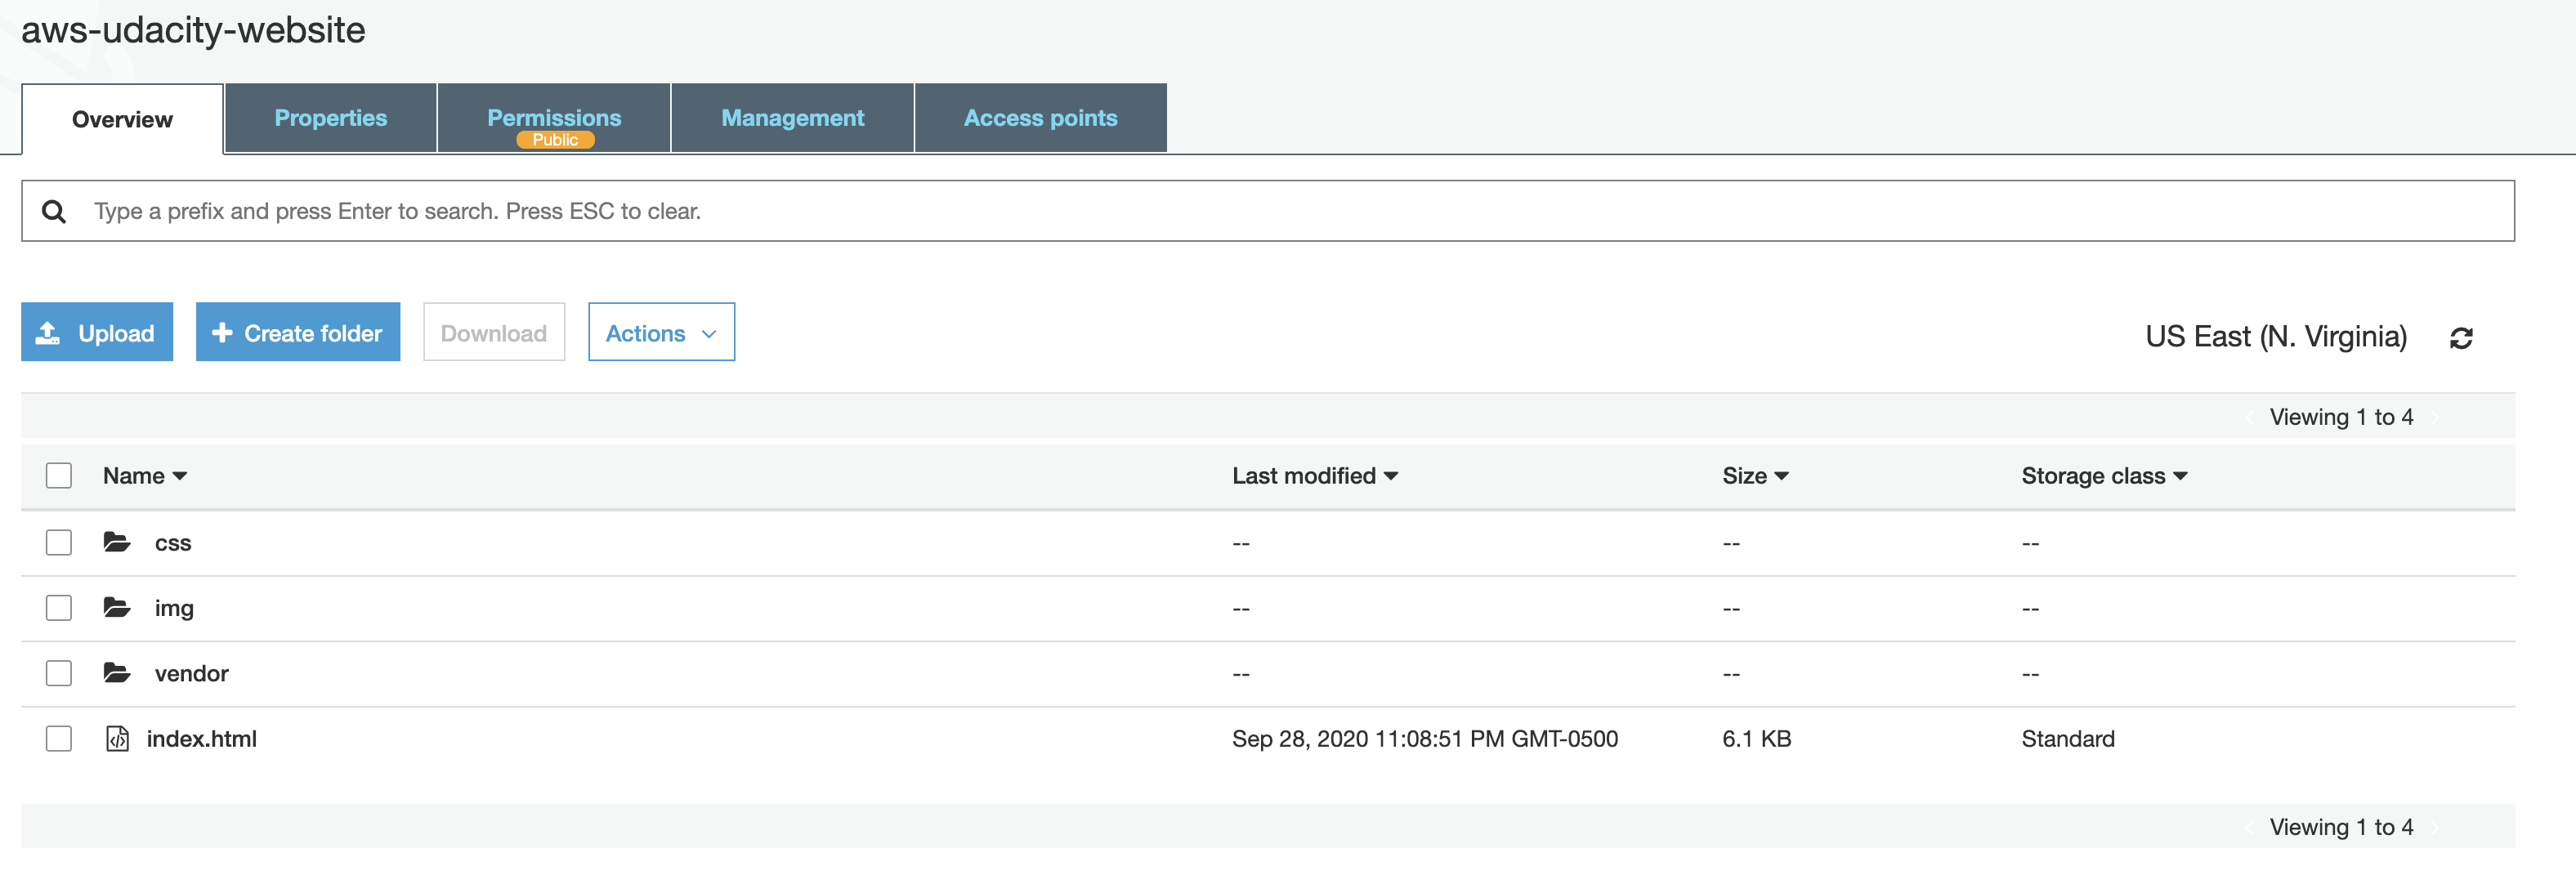 aws-udacity-website
Overview Properties Permissions Management Access points
Public
Type a prefix and press Enter to search. Press ESC to clear.
Upload Create folder Download Actions US East (N. Virginia)
Viewing 1 to 4
Name Last modified Size Storage class
css -- -- --
img -- -- --
vendor -- -- --
index.html Sep 28, 2020 11:08:51 PM GMT-0500 6.1 KB Standard
Viewing 1 to 4